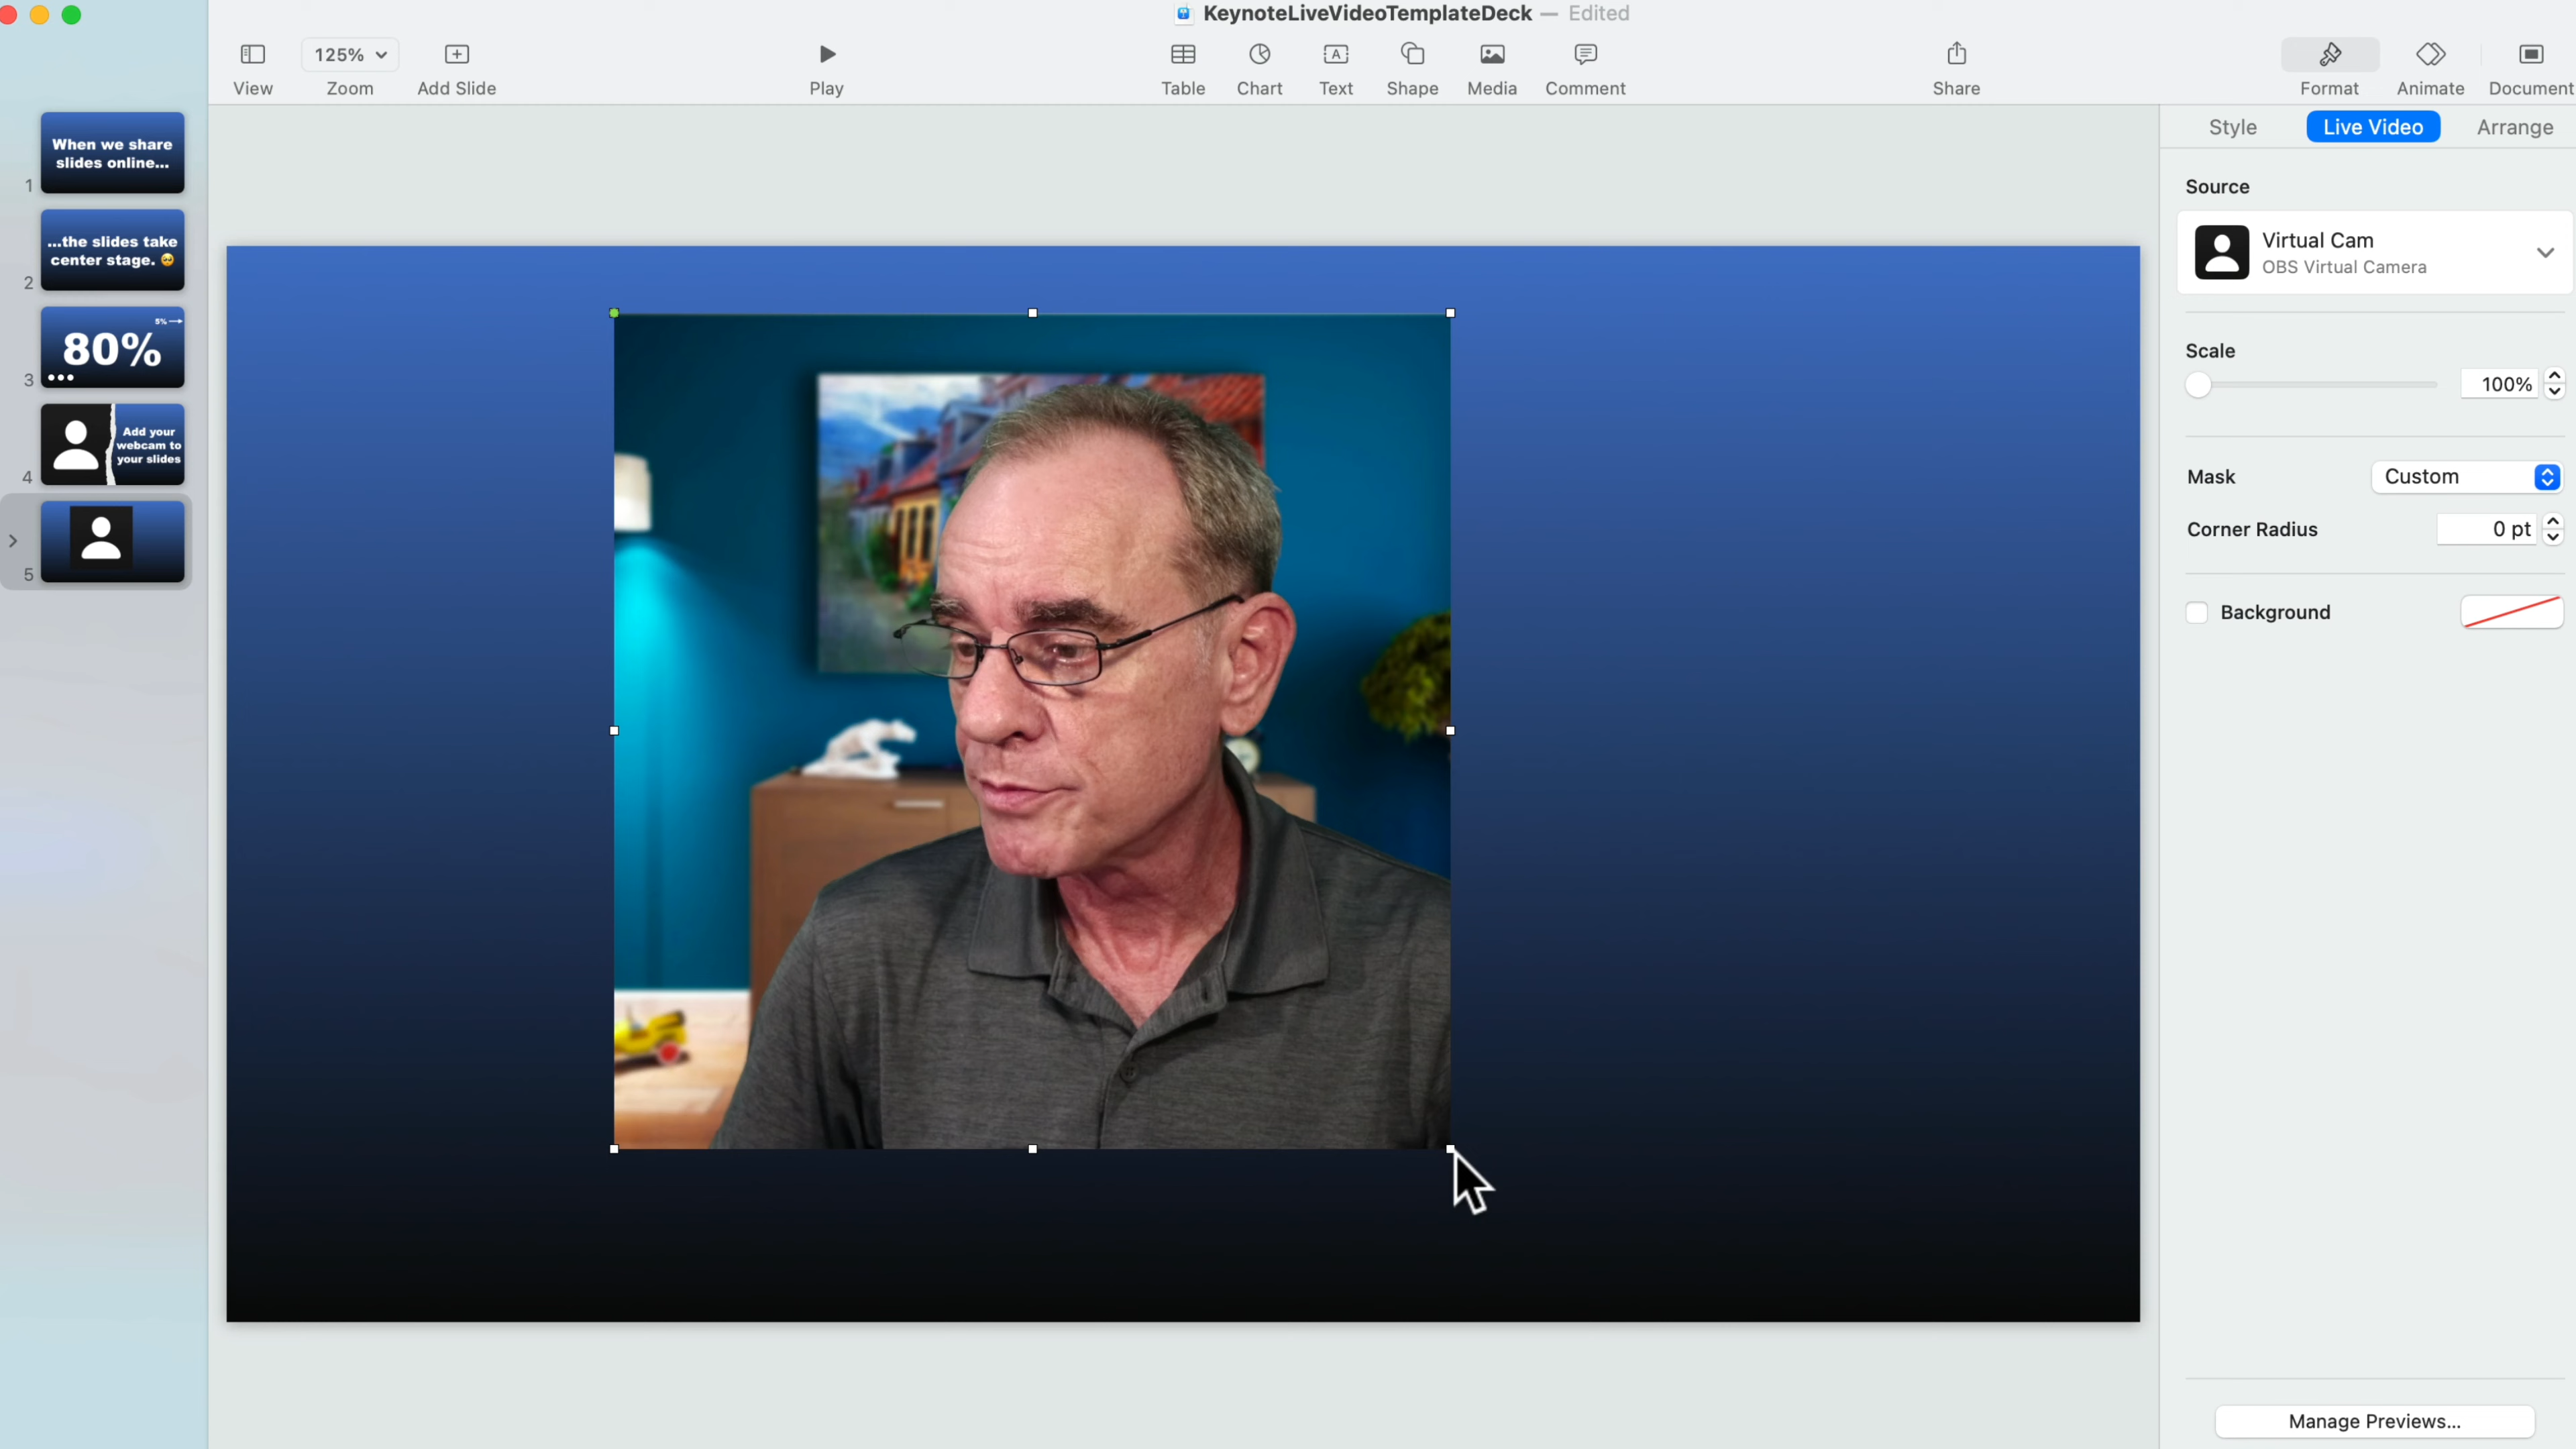 KeynoteLiveVideoTemplateDeck — Edited
125%
View
Zoom
Add Slide
Play
Table
Chart
Text
Shape
Media
Comment
Share
Format
Animate
Document
1
When we share
slides online...
2
...the slides take
center stage. 🥺
3
5%
80%
4
Add your
webcam to
your slides
5
Style
Live Video
Arrange
Source
Virtual Cam
OBS Virtual Camera
Scale
100%
Mask
Custom
Corner Radius
0 pt
Background
Manage Previews...